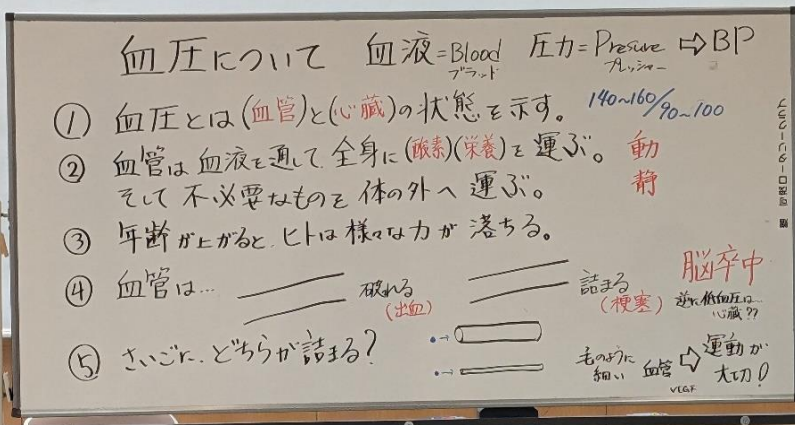 血圧について 血液=Blood 圧力=Presure ⇨BP
ブラッド プレッシャー
① 血圧とは(血管)と(心臓)の状態を示す。 140~160/90~100
② 血管は血液を通して、全身に(酸素)(栄養)を運ぶ。 動
そして不必要なものを体の外へ運ぶ。 静
③ 年齢が上がると、ヒトは様々な力が落ちる。
④ 血管は… 破れる 詰まる 脳卒中
(出血) (梗塞) 逆に低血圧は…
心臓??
⑤ さいごに、どちらが詰まる? 毛のように 血管 ⇨ 運動が
細い VEGF 大切!
ロータリークラブ